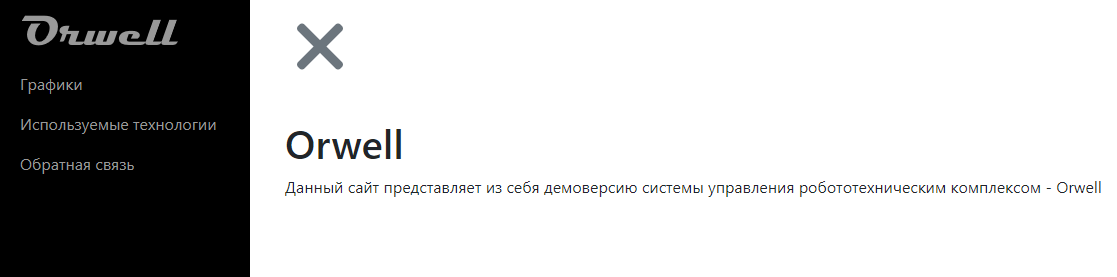 Orwell
Графики
Используемые технологии
Обратная связь
Orwell
Данный сайт представляет из себя демоверсию системы управления робототехническим комплексом - Orwell